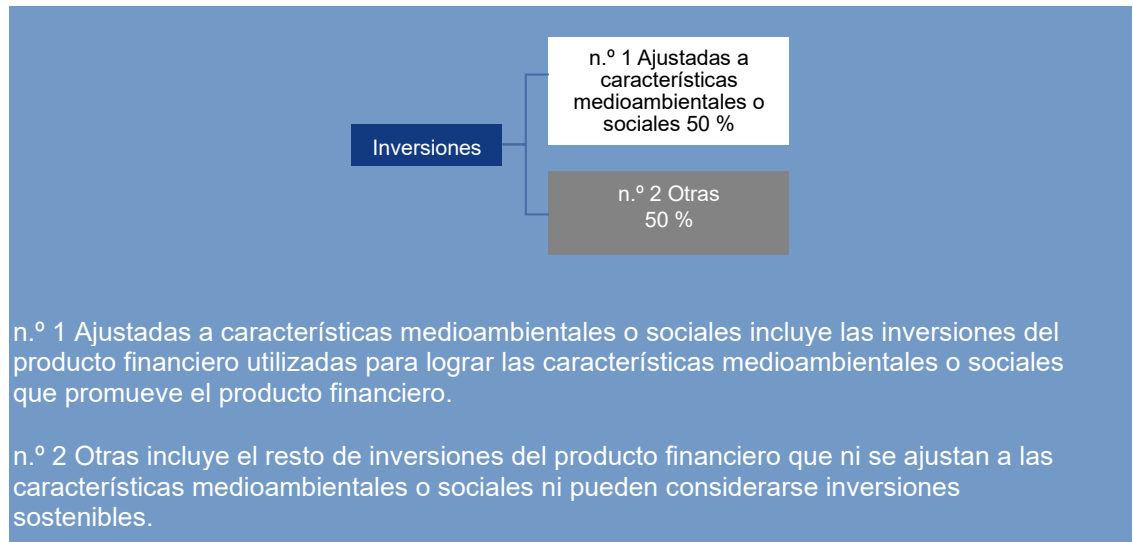 n.º 1 Ajustadas a
características
medioambientales o
sociales 50 %
Inversiones
n.º 2 Otras
50 %
n.º 1 Ajustadas a características medioambientales o sociales incluye las inversiones del
producto financiero utilizadas para lograr las características medioambientales o sociales
que promueve el producto financiero.
n.º 2 Otras incluye el resto de inversiones del producto financiero que ni se ajustan a las
características medioambientales o sociales ni pueden considerarse inversiones
sostenibles.